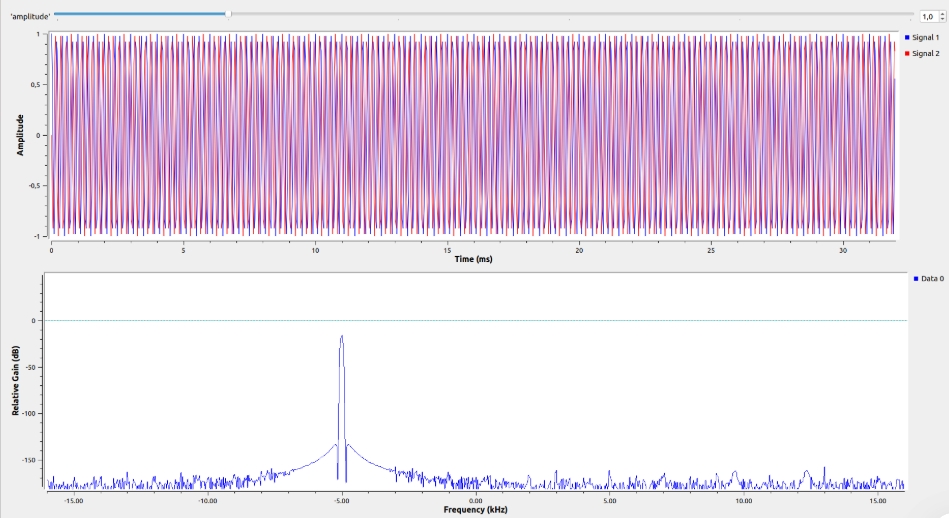 'amplitude' 1,0
1
0,5
0
-0,5
-1
Amplitude
Signal 1
Signal 2
0 5 10 15 20 25 30
Time (ms)
0
-50
-100
-150
Relative Gain (dB)
Data 0
-15.00 -10.00 -5.00 0.00 5.00 10.00 15.00
Frequency (kHz)